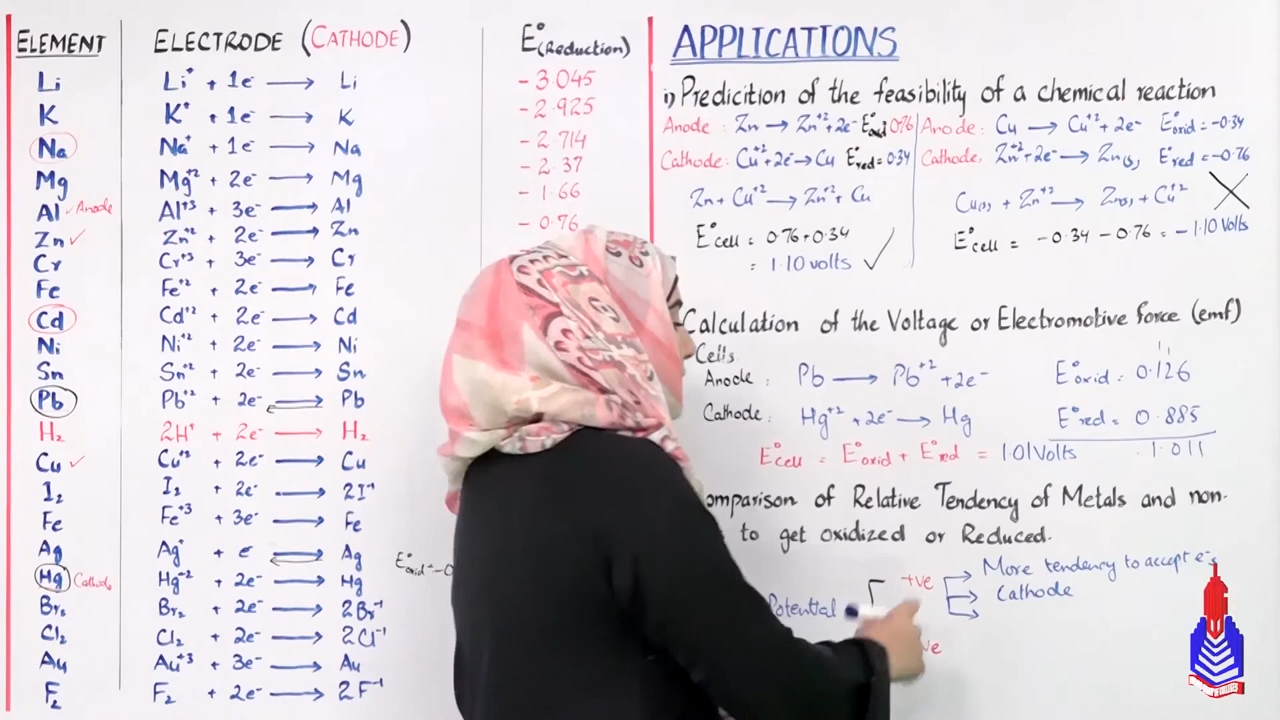 ELEMENT ELECTRODE (CATHODE) E°(Reduction)
Li Li⁺ + 1e⁻ ⟶ Li -3.045
K K⁺ + 1e⁻ ⟶ K -2.925
Na Na⁺ + 1e⁻ ⟶ Na -2.714
Mg Mg⁺² + 2e⁻ ⟶ Mg -2.37
Al ✓ Anode Al⁺³ + 3e⁻ ⟶ Al -1.66
Zn ✓ Zn⁺² + 2e⁻ ⟶ Zn -0.76
Cr Cr⁺³ + 3e⁻ ⟶ Cr
Fe Fe⁺² + 2e⁻ ⟶ Fe
Cd Cd⁺² + 2e⁻ ⟶ Cd
Ni Ni⁺² + 2e⁻ ⟶ Ni
Sn Sn⁺² + 2e⁻ ⟶ Sn
Pb Pb⁺² + 2e⁻ ⇌ Pb
H₂ 2H⁺ + 2e⁻ ⟶ H₂
Cu ✓ Cu⁺² + 2e⁻ ⟶ Cu
I₂ I₂ + 2e⁻ ⟶ 2I⁻¹
Fe Fe⁺³ + 3e⁻ ⟶ Fe
Ag Ag⁺ + e⁻ ⇌ Ag E°oxid = -0
Hg Cathode Hg⁻² + 2e⁻ ⟶ Hg
Br₂ Br₂ + 2e⁻ ⟶ 2Br⁻¹
Cl₂ Cl₂ + 2e⁻ ⟶ 2Cl⁻¹
Au Au⁺³ + 3e⁻ ⟶ Au
F₂ F₂ + 2e⁻ ⟶ 2F⁻¹
APPLICATIONS
i) Predicition of the feasibility of a chemical reaction
Anode : Zn ⟶ Zn⁺² + 2e⁻ 0.76
Cathode: Cu⁺² + 2e⁻ ⟶ Cu E°red = 0.34
Zn + Cu⁺² ⟶ Zn⁺² + Cu
E°cell = 0.76 + 0.34
= 1.10 volts ✓
Anode: Cu ⟶ Cu⁺² + 2e⁻ E°oxid = -0.34
Cathode, Zn⁺² + 2e⁻ ⟶ Zn(s) E°red = -0.76
Cu(s) + Zn⁺² ⟶ Zn(s) + Cu⁺²
E°cell = -0.34 - 0.76 = -1.10 Volts
Calculation of the Voltage or Electromotive force (emf)
Cells.
Anode : Pb ⟶ Pb⁺² + 2e⁻ E°oxid = 0.126
Cathode : Hg⁺² + 2e⁻ ⟶ Hg E°red = 0.885
E°cell = E°oxid + E°red = 1.01 Volts 1.011
omparison of Relative Tendency of Metals and non-
to get oxidized or Reduced.
Potential +ve More tendency to accept e⁻s
Cathode
ve